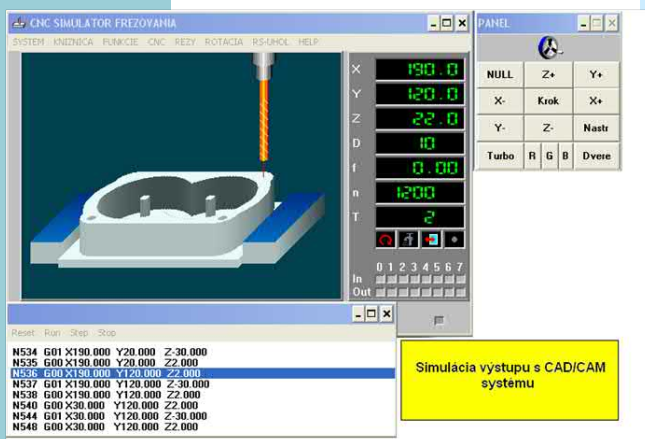 CNC SIMULATOR FREZOVANIA
SYSTEM KNIZNICA FUNKCIE CNC REZY ROTACIA RS-UHOL HELP
X 190.0
Y 120.0
Z 22.0
D 10
f 0.00
n 1200
T 2
0 1 2 3 4 5 6 7
In
Out
PANEL
NULL Z+ Y+
X- Krok X+
Y- Z- Nastr
Turbo R G B Dvere
Reset Run Step Stop
N534 G01 X190.000 Y20.000 Z-30.000
N535 G00 X190.000 Y20.000 Z2.000
N536 G00 X190.000 Y120.000 Z2.000
N537 G01 X190.000 Y120.000 Z-30.000
N538 G00 X190.000 Y120.000 Z2.000
N540 G00 X30.000 Y120.000 Z2.000
N544 G01 X30.000 Y120.000 Z-30.000
N548 G00 X30.000 Y120.000 Z2.000
Simulácia výstupu s CAD/CAM
systému